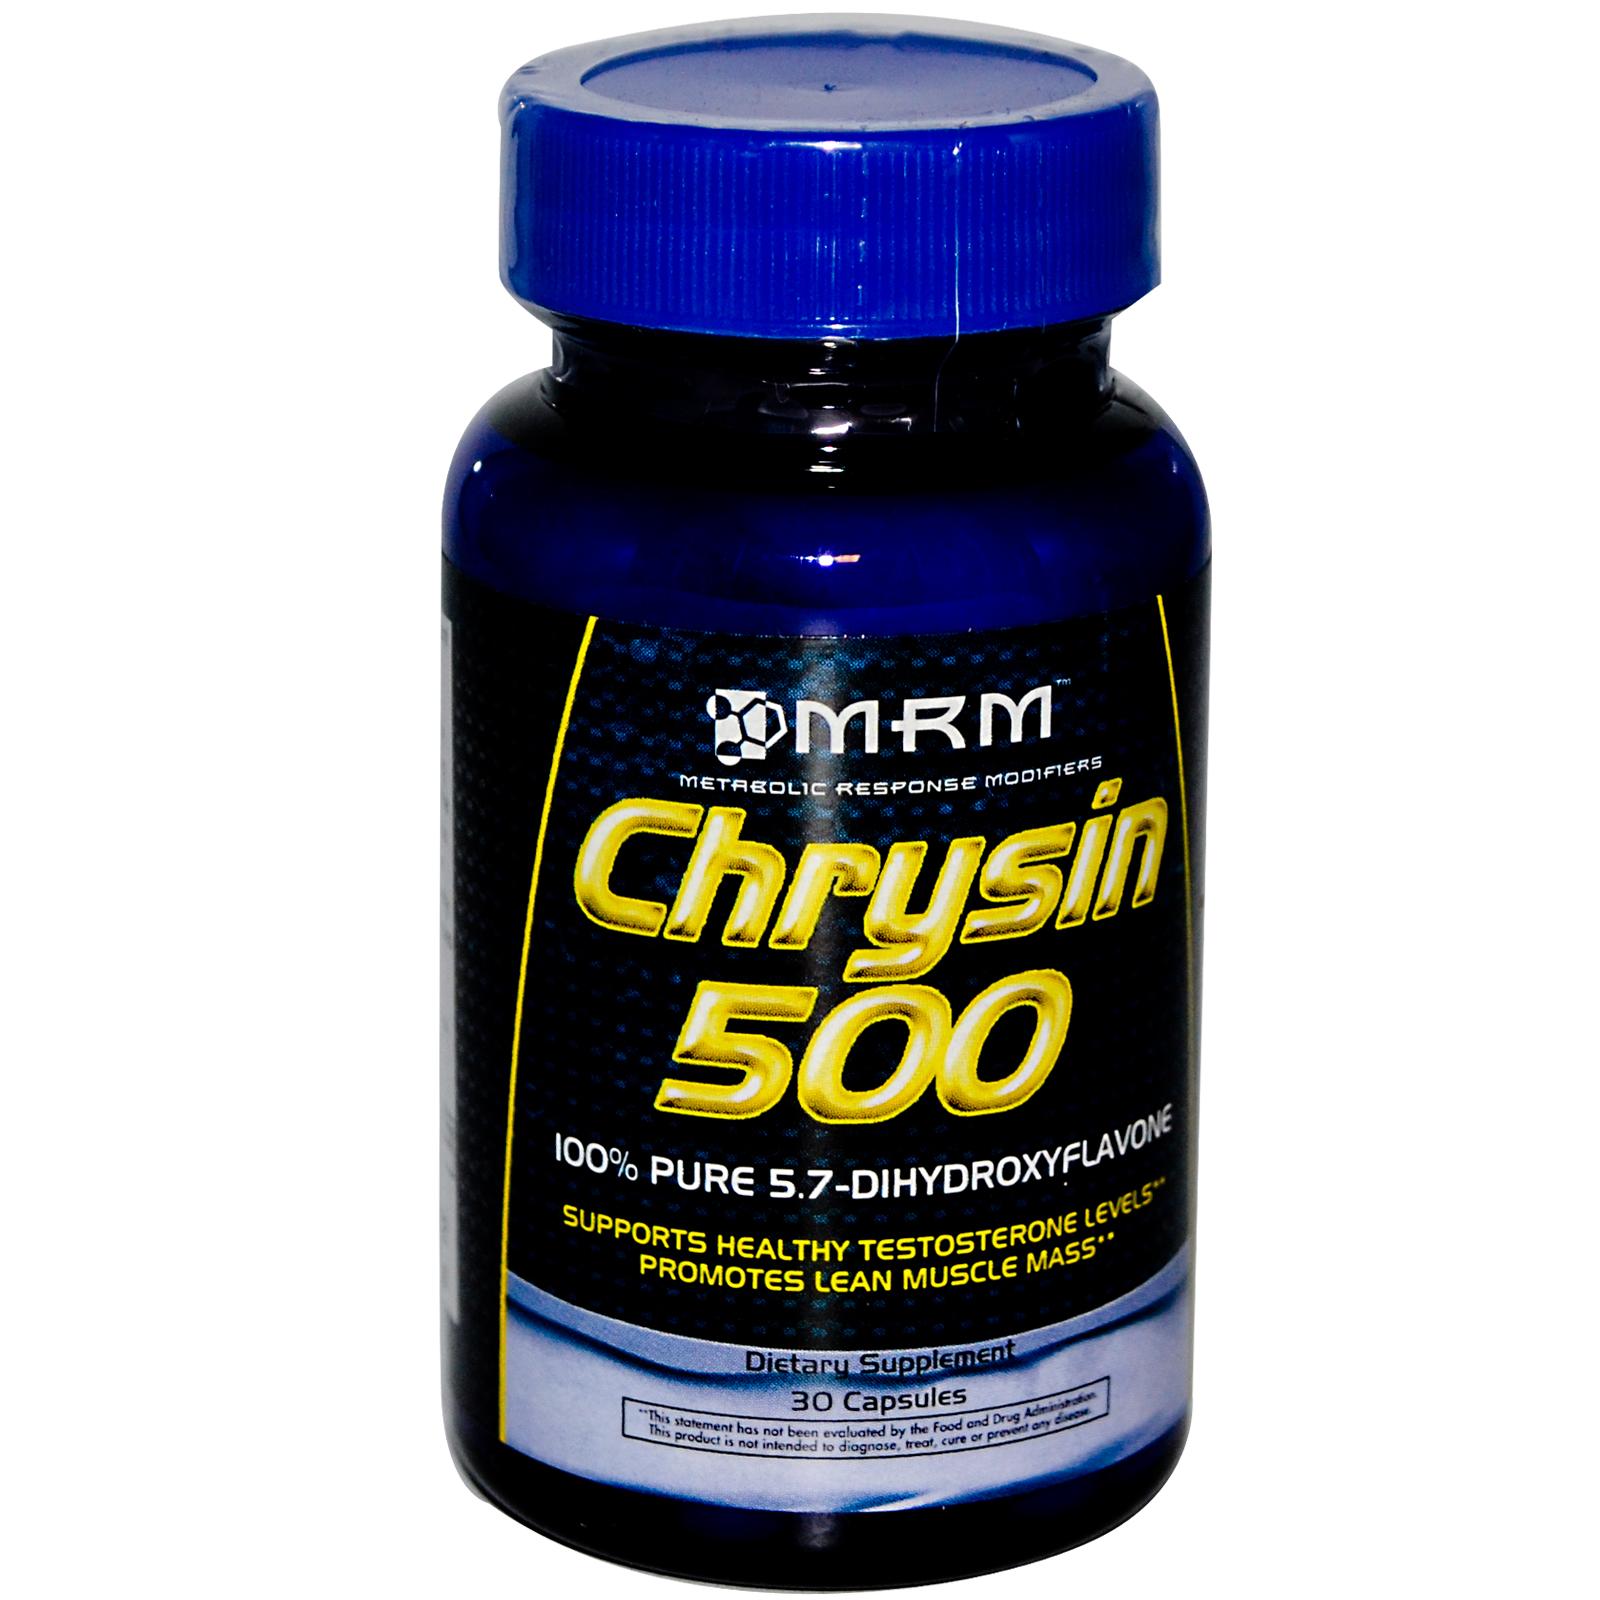 MRM™
METABOLIC RESPONSE MODIFIERS
Chrysin
500
100% PURE 5,7-DIHYDROXYFLAVONE
SUPPORTS HEALTHY TESTOSTERONE LEVELS**
PROMOTES LEAN MUSCLE MASS**
Dietary Supplement
30 Capsules
**This statement has not been evaluated by the Food and Drug Administration.
This product is not intended to diagnose, treat, cure or prevent any disease.